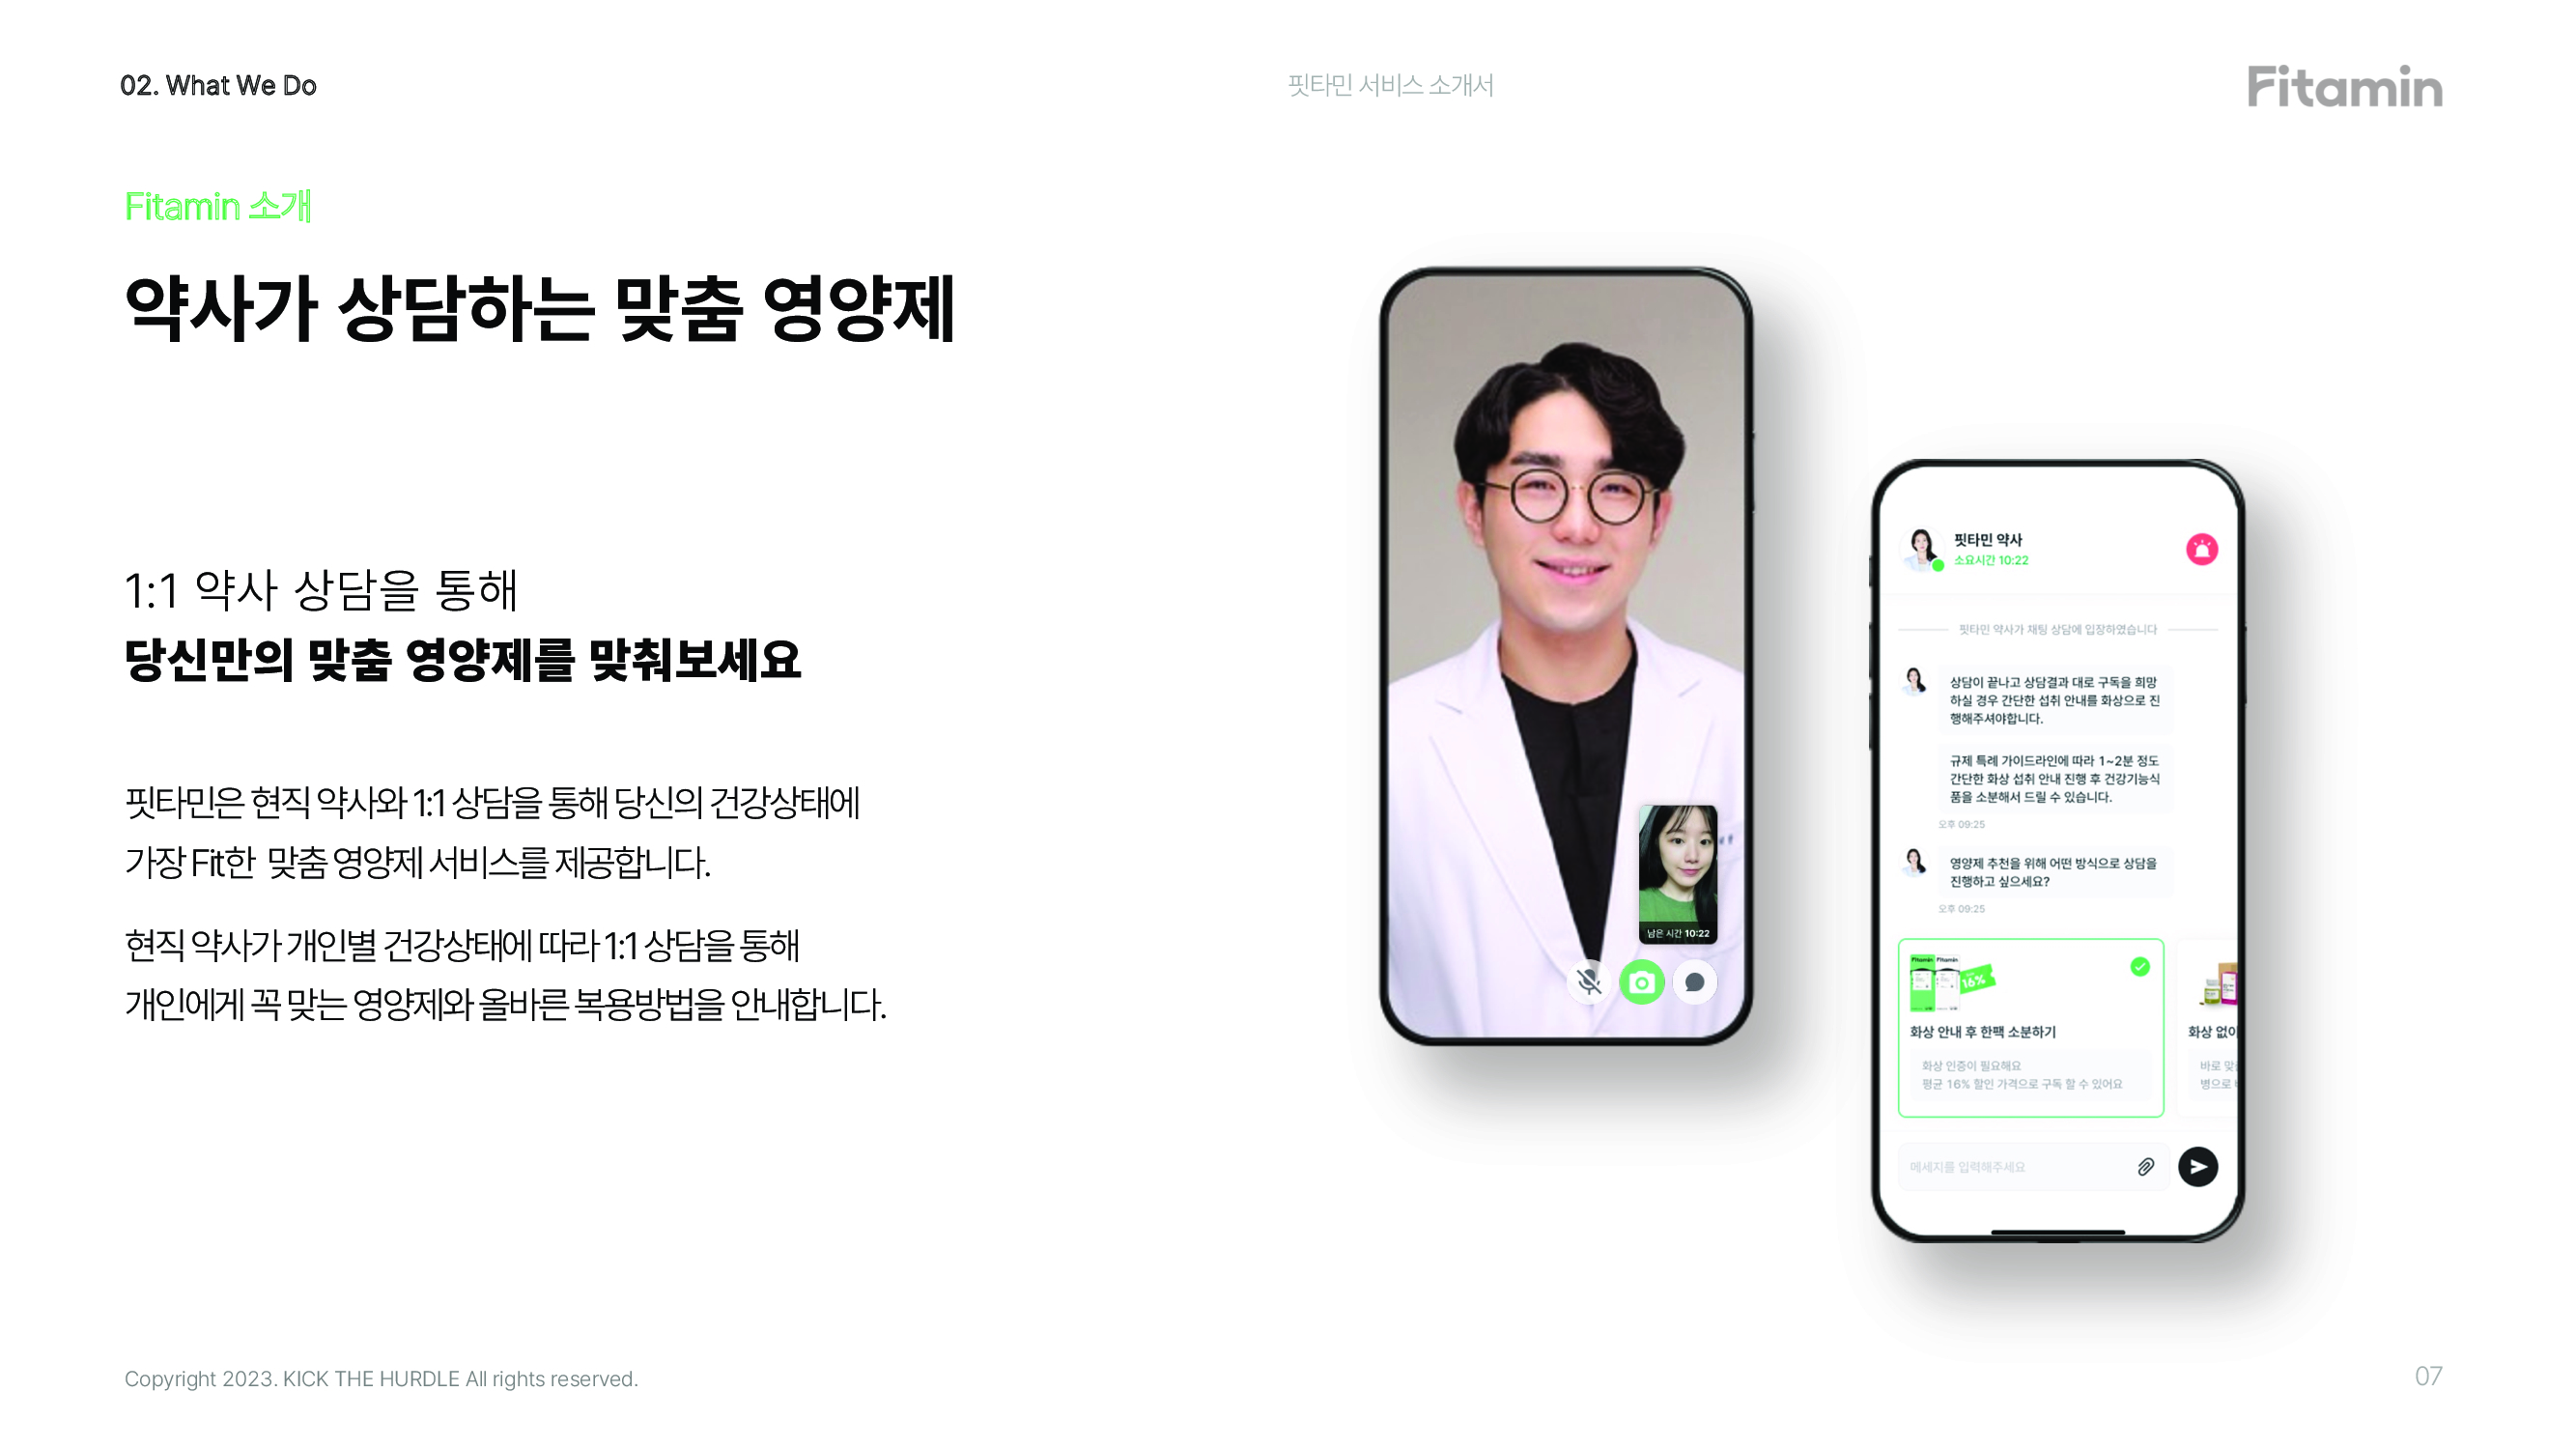 02. What We Do
핏타민 서비스 소개서
Fitamin
Fitamin 소개
약사가 상담하는 맞춤 영양제
1:1 약사 상담을 통해
당신만의 맞춤 영양제를 맞춰보세요
핏타민은 현직 약사와 1:1 상담을 통해 당신의 건강상태에
가장 Fit한 맞춤 영양제 서비스를 제공합니다.
현직 약사가 개인별 건강상태에 따라 1:1 상담을 통해
개인에게 꼭 맞는 영양제와 올바른 복용방법을 안내합니다.
남은 시간 10:22
핏타민 약사
소요시간 10:22
핏타민 약사가 채팅 상담에 입장하였습니다
상담이 끝나고 상담결과 대로 구독을 희망
하실 경우 간단한 섭취 안내를 화상으로 진
행해주셔야합니다.
규제 특례 가이드라인에 따라 1~2분 정도
간단한 화상 섭취 안내 진행 후 건강기능식
품을 소분해서 드릴 수 있습니다.
오후 09:25
영양제 추천을 위해 어떤 방식으로 상담을
진행하고 싶으세요?
오후 09:25
Fitamin Fitamin
16%
화상 안내 후 한팩 소분하기
화상 없이
화상 인증이 필요해요
평균 16% 할인 가격으로 구독 할 수 있어요
바로 맞
병으로
메세지를 입력해주세요
Copyright 2023. KICK THE HURDLE All rights reserved.
07